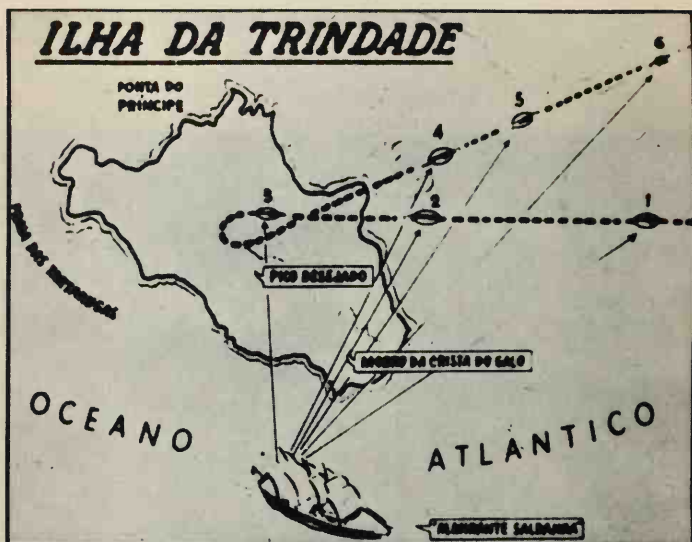 ILHA DA TRINDADE
PONTA DO
PRÍNCIPE
6
5
4
3
2
1
PICO DESEJADO
MORRO DA CRISTA DO GALO
OCEANO
ATLANTICO
ALMIRANTE SALDANHA